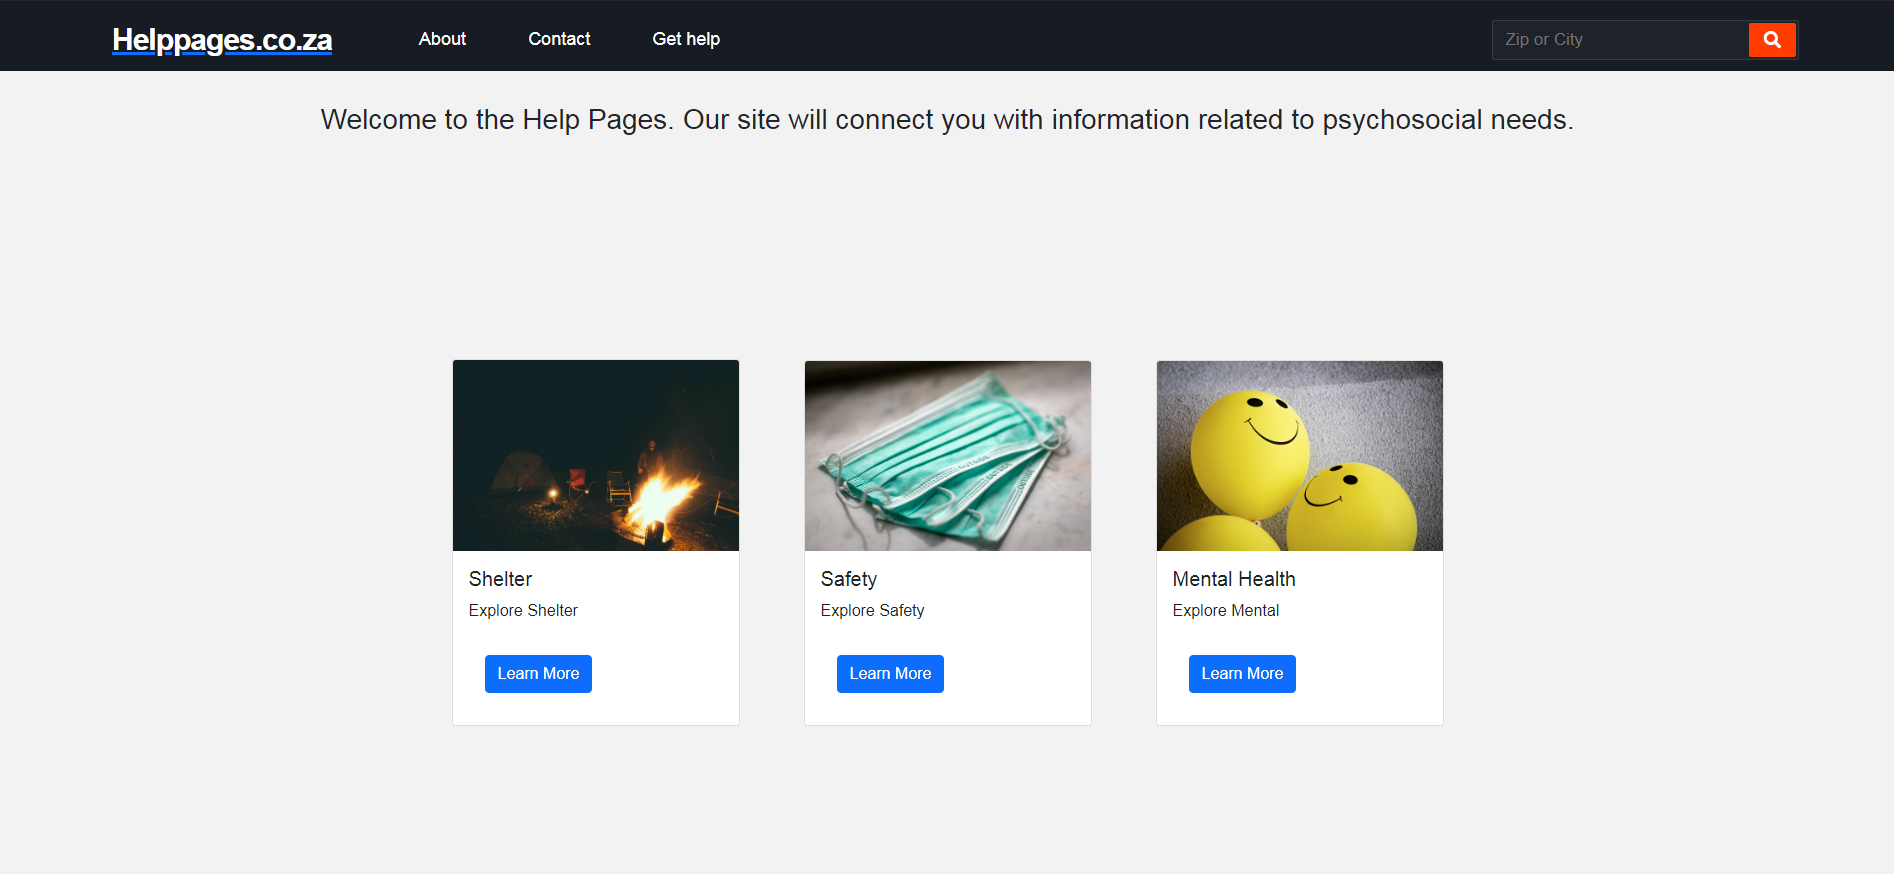 Helppages.co.za
About
Contact
Get help
Zip or City
Welcome to the Help Pages. Our site will connect you with information related to psychosocial needs.
OUTSIDE
Shelter
Explore Shelter
Learn More
Safety
Explore Safety
Learn More
Mental Health
Explore Mental
Learn More